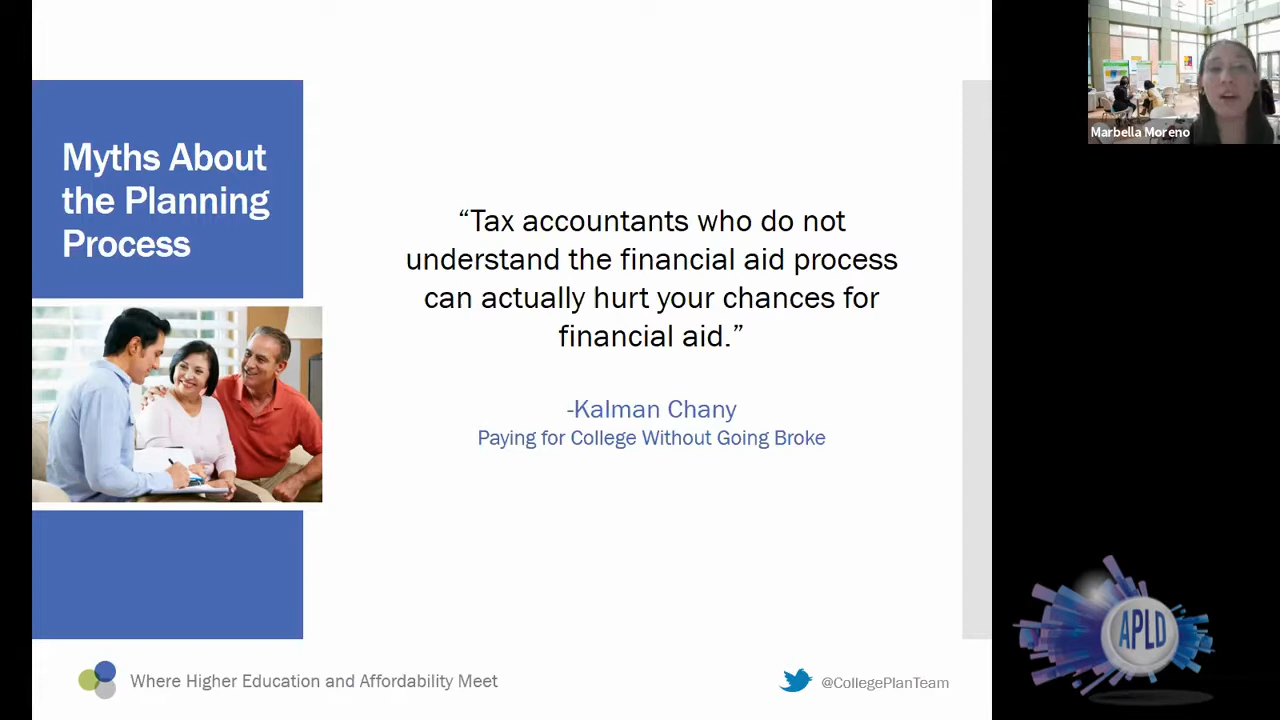 Myths About
the Planning
Process
“Tax accountants who do not
understand the financial aid process
can actually hurt your chances for
financial aid.”
-Kalman Chany
Paying for College Without Going Broke
Where Higher Education and Affordability Meet
@CollegePlanTeam
Marbella Moreno
APLD